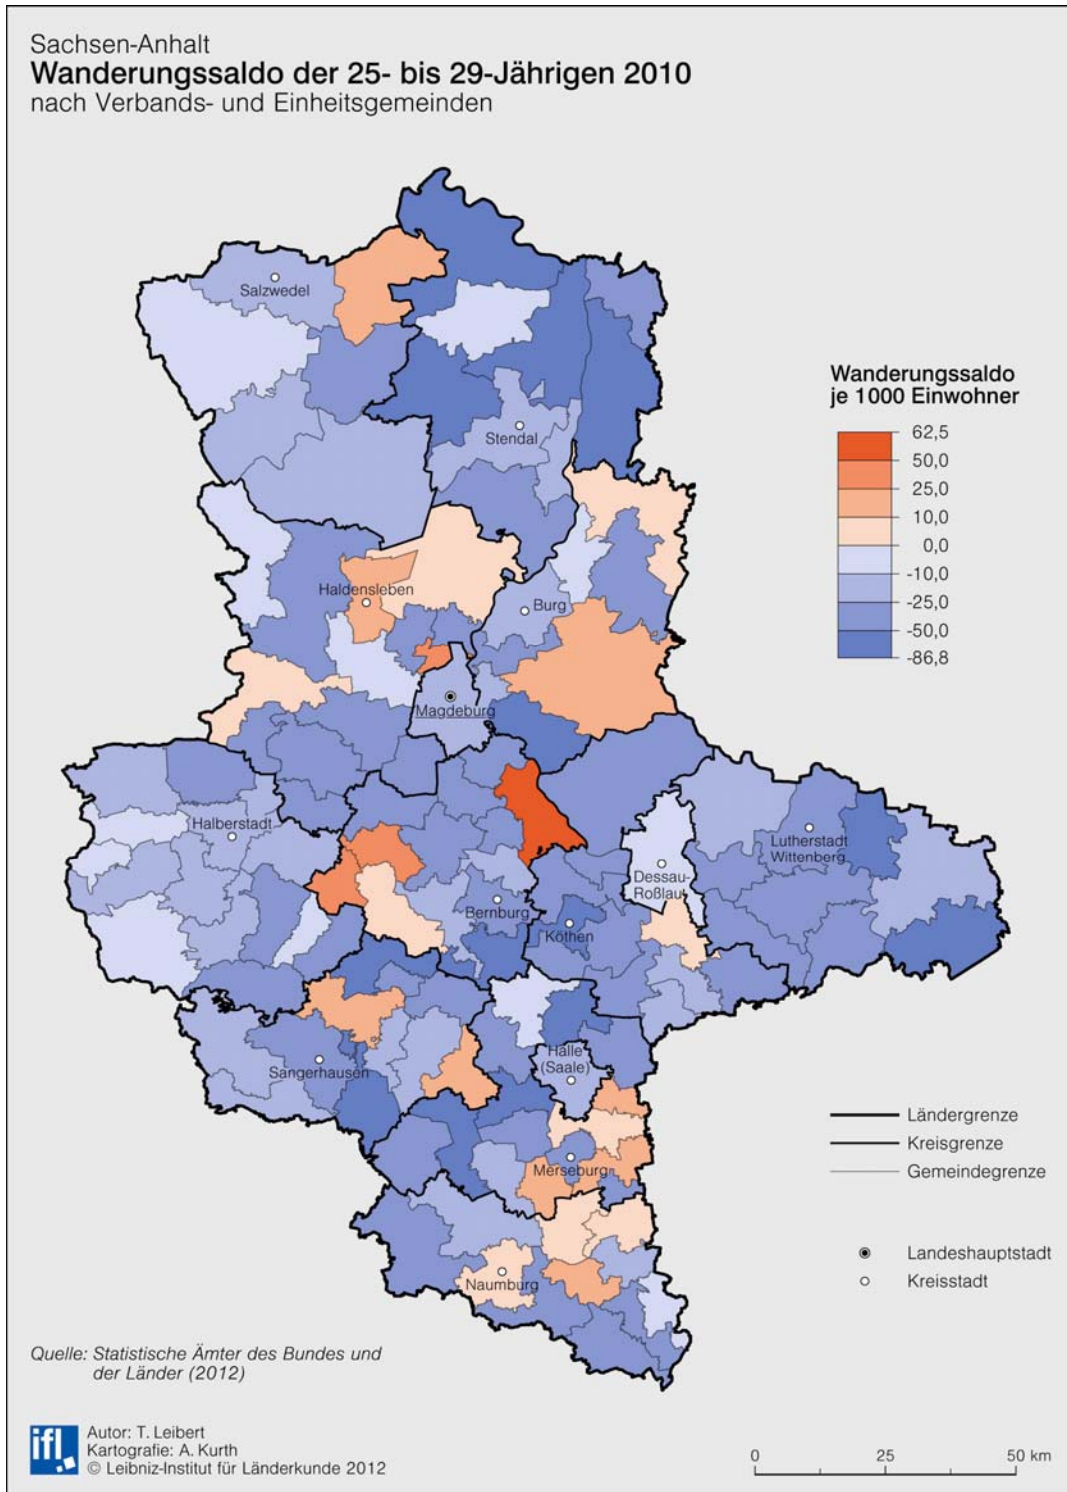 Sachsen-Anhalt
Wanderungssaldo der 25- bis 29-Jährigen 2010
nach Verbands- und Einheitsgemeinden
Salzwedel
Stendal
Haldensleben
Burg
Magdeburg
Halberstadt
Lutherstadt
Wittenberg
Dessau-
Roßlau
Bernburg
Köthen
Sangerhausen
Halle
(Saale)
Merseburg
Naumburg
Wanderungssaldo
je 1000 Einwohner
62,5
50,0
25,0
10,0
0,0
-10,0
-25,0
-50,0
-86,8
Ländergrenze
Kreisgrenze
Gemeindegrenze
Landeshauptstadt
Kreisstadt
Quelle: Statistische Ämter des Bundes und
der Länder (2012)
ifl
Autor: T. Leibert
Kartografie: A. Kurth
© Leibniz-Institut für Länderkunde 2012
0 25 50 km